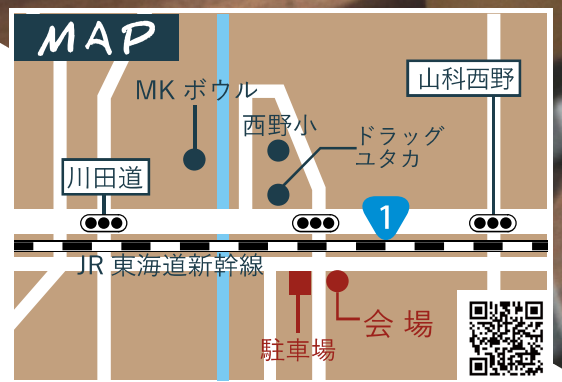 MAP
MK ボウル
山科西野
西野小
ドラッグ
ユタカ
川田道
1
JR 東海道新幹線
会 場
駐車場